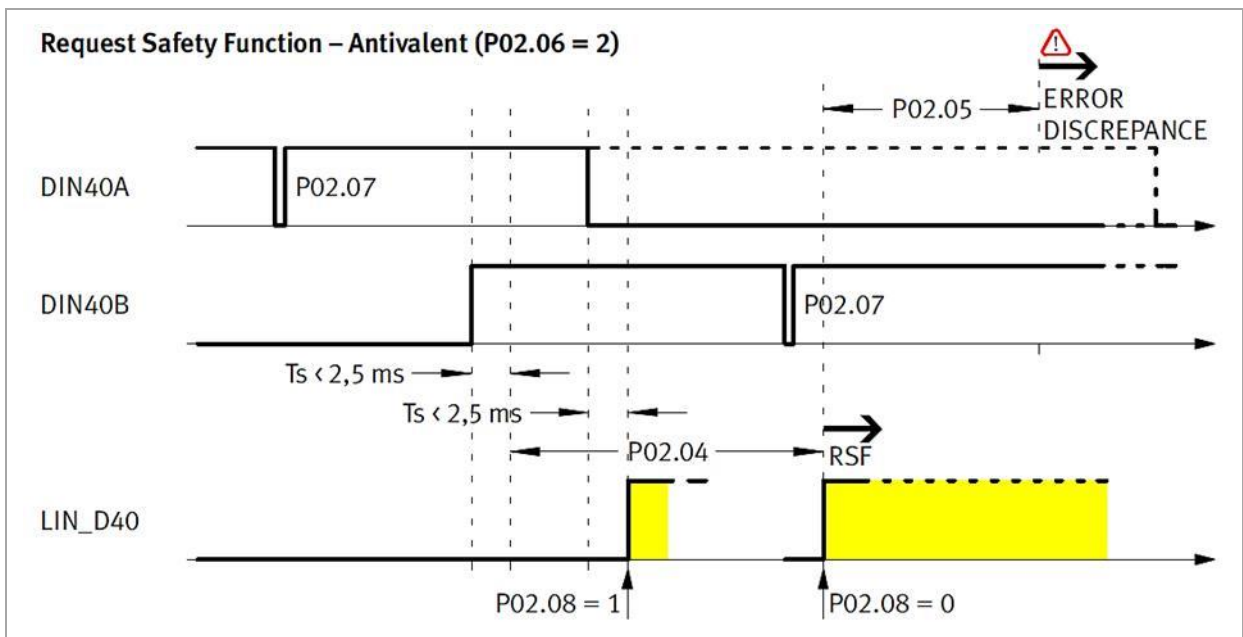 Request Safety Function – Antivalent (P02.06 = 2)
P02.05
ERROR
DISCREPANCE
DIN40A
P02.07
DIN40B
P02.07
Ts < 2,5 ms
Ts < 2,5 ms
P02.04
RSF
LIN_D40
P02.08 = 1
P02.08 = 0